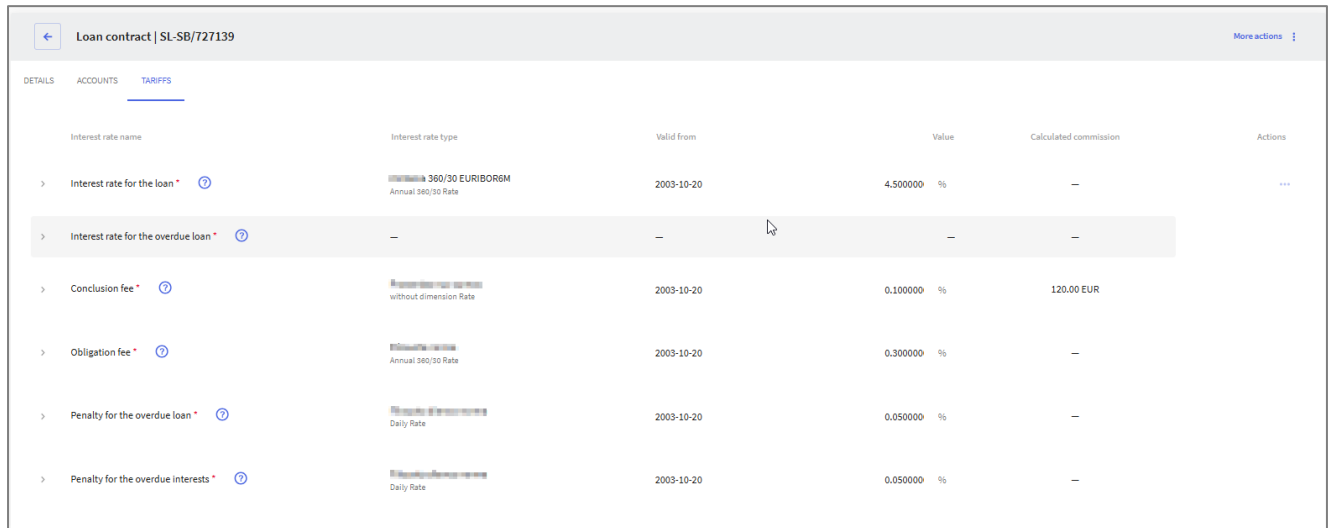 Loan contract | SL-SB/727139
More actions
DETAILS ACCOUNTS TARIFFS
Interest rate name Interest rate type Valid from Value Calculated commission Actions
Interest rate for the loan * ? 360/30 EURIBOR6M 2003-10-20 4.500000 % —
Annual 360/30 Rate
Interest rate for the overdue loan * ? — — — —
Conclusion fee * ? 2003-10-20 0.100000 % 120.00 EUR
without dimension Rate
Obligation fee * ? 2003-10-20 0.300000 % —
Annual 360/30 Rate
Penalty for the overdue loan * ? 2003-10-20 0.050000 % —
Daily Rate
Penalty for the overdue interests * ? 2003-10-20 0.050000 % —
Daily Rate